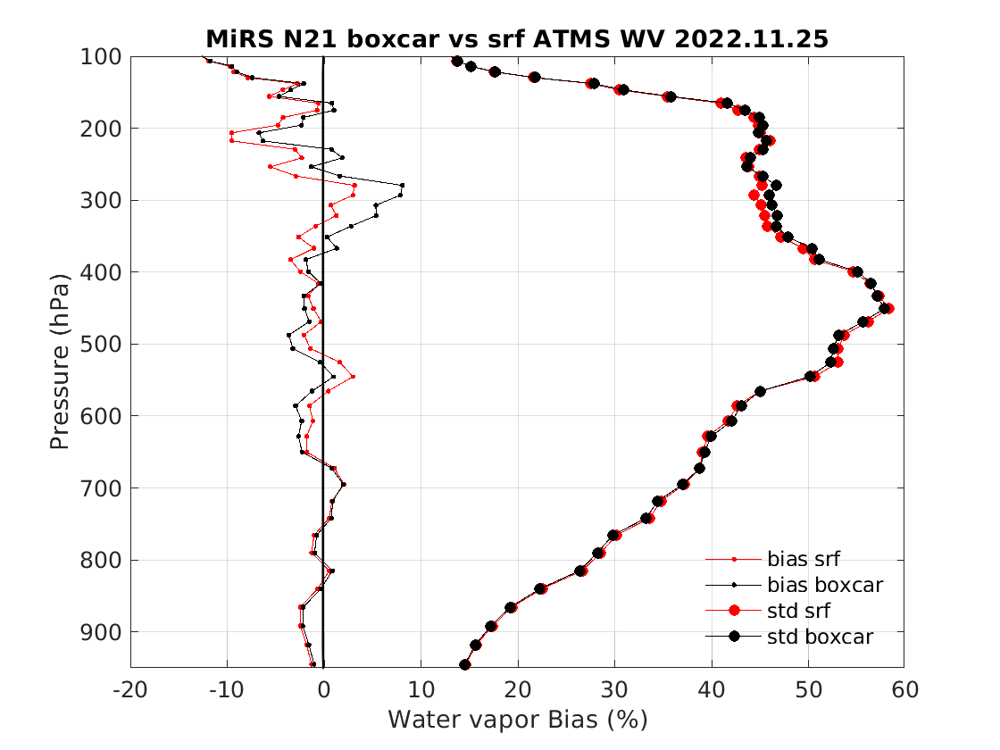 MiRS N21 boxcar vs srf ATMS WV 2022.11.25
100
200
300
400
500
600
700
800
900
Pressure (hPa)
bias srf
bias boxcar
std srf
std boxcar
-20 -10 0 10 20 30 40 50 60
Water vapor Bias (%)